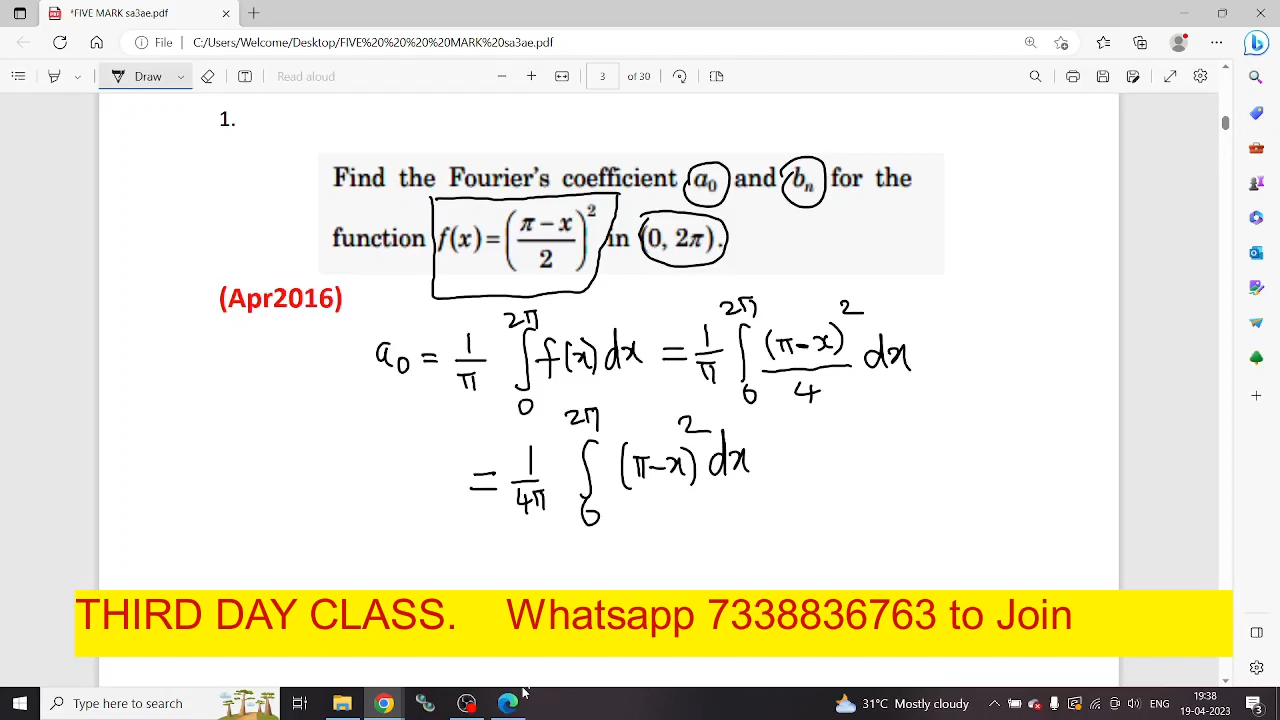 *FIVE MARK sa3ae.pdf
File C:/Users/Welcome/Desktop/FIVE%20%20%20%20MARK%20sa3ae.pdf
Draw Read aloud 3 of 30
1.
Find the Fourier's coefficient a₀ and bₙ for the
function f(x) = ((π − x)/2)² in (0, 2π).
(Apr2016)
a₀ = 1/π ∫₀^2π f(x) dx = 1/π ∫₀^2π (π-x)²/4 dx
= 1/4π ∫₀^2π (π-x)² dx
THIRD DAY CLASS. Whatsapp 7338836763 to Join
Type here to search 31°C Mostly cloudy 19:38
19-04-2023